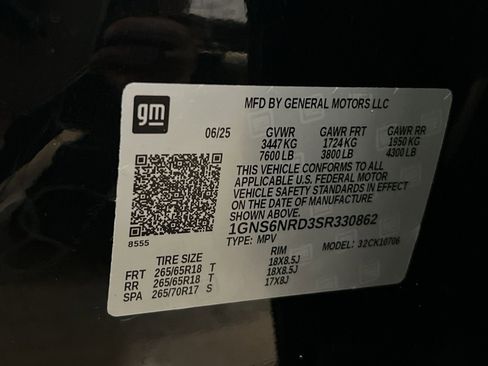 gm
MFD BY GENERAL MOTORS LLC
06/25 GVWR GAWR FRT GAWR RR
3447 KG 1724 KG 1950 KG
7600 LB 3800 LB 4300 LB
THIS VEHICLE CONFORMS TO ALL
APPLICABLE U.S. FEDERAL MOTOR
VEHICLE SAFETY STANDARDS IN EFFECT
ON THE DATE OF MANUFACTURE
SHOWN ABOVE.
1GNS6NRD3SR330862
8555
TYPE: MPV MODEL: 32CK10706
TIRE SIZE RIM
FRT 265/65R18 T 18X8.5J
RR 265/65R18 T 18X8.5J
SPA 265/70R17 S 17X8J